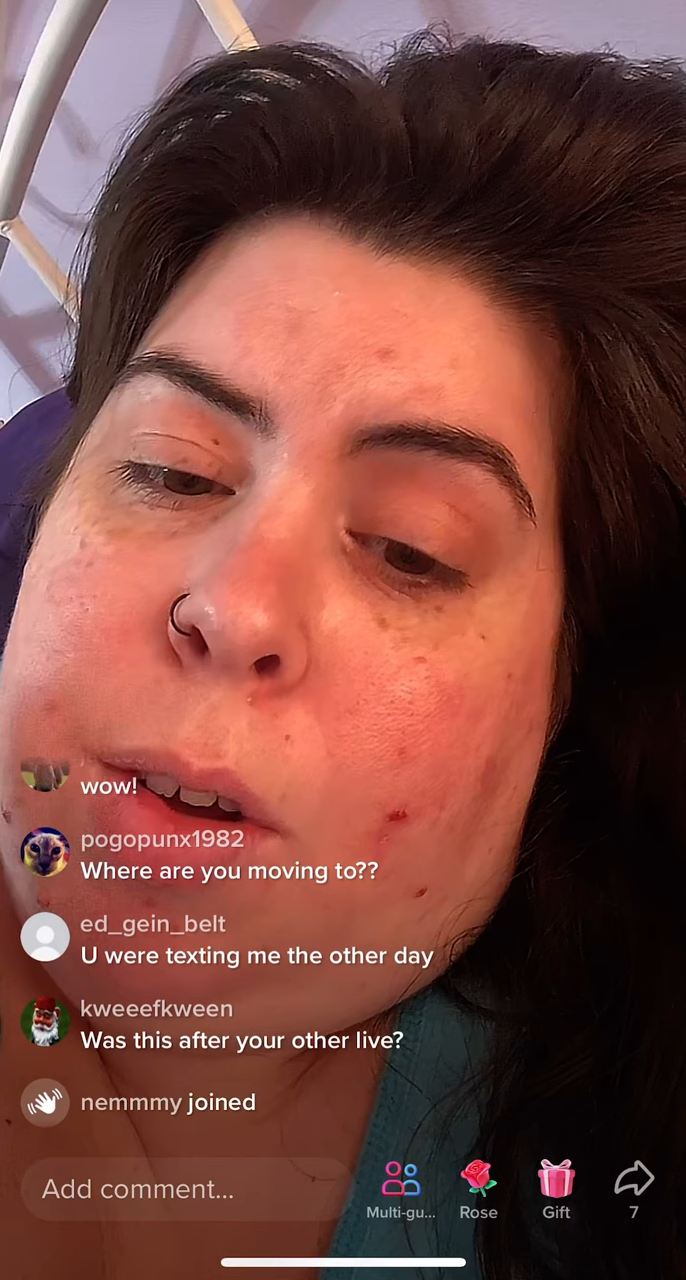 wow!
pogopunx1982
Where are you moving to??
ed_gein_belt
U were texting me the other day
kweeefkween
Was this after your other live?
nemmmy joined
Add comment...
Multi-gu...
Rose
Gift
7